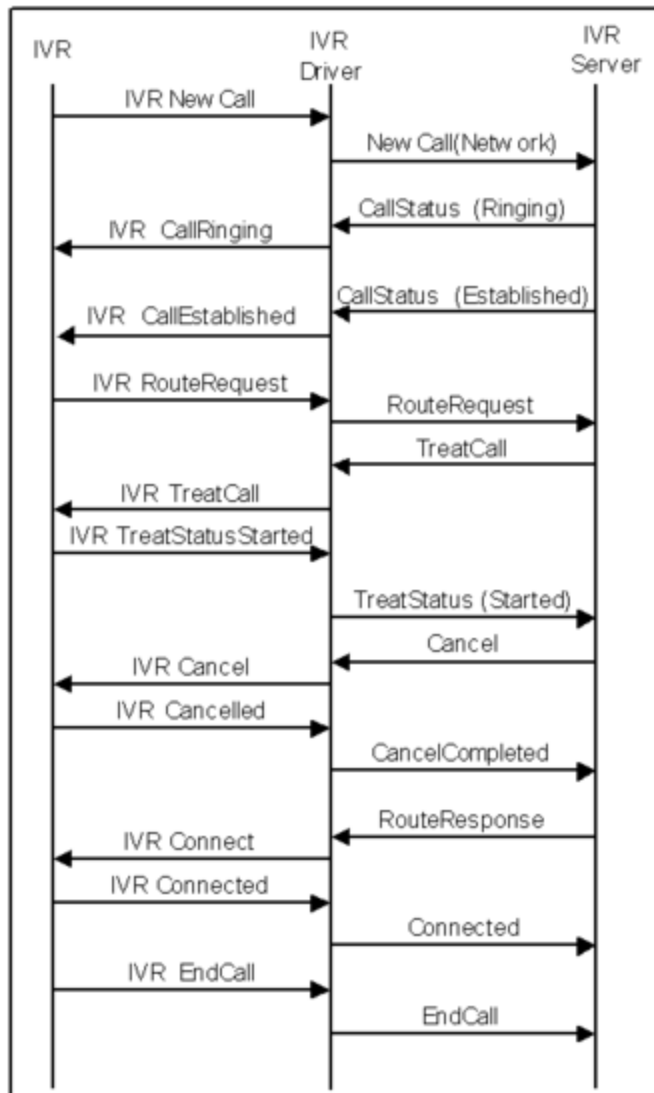 IVR
IVR
Driver
IVR
Server
IVR New Call
New Call(Network)
CallStatus (Ringing)
IVR CallRinging
CallStatus (Established)
IVR CallEstablished
IVR RouteRequest
RouteRequest
TreatCall
IVR TreatCall
IVR TreatStatusStarted
TreatStatus (Started)
Cancel
IVR Cancel
IVR Cancelled
CancelCompleted
RouteResponse
IVR Connect
IVR Connected
Connected
IVR EndCall
EndCall